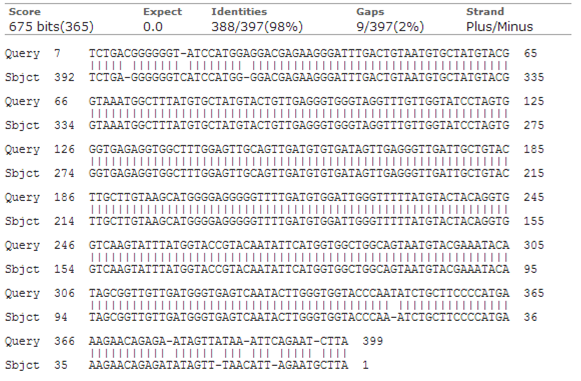 Score Expect Identities Gaps Strand
675 bits(365) 0.0 388/397(98%) 9/397(2%) Plus/Minus
Query 7 TCTGACGGGGGGT-ATCCATGGAGGACGAGAAGGGATTTGACTGTAATGTGCTATGTACG 65
Sbjct 392 TCTGA-GGGGGGTCATCCATGG-GGACGAGAAGGGATTTGACTGTAATGTGCTATGTACG 335
Query 66 GTAAATGGCTTTATGTGCTATGTACTGTTGAGGGTGGGTAGGTTTGTTGGTATCCTAGTG 125
Sbjct 334 GTAAATGGCTTTATGTGCTATGTACTGTTGAGGGTGGGTAGGTTTGTTGGTATCCTAGTG 275
Query 126 GGTGAGAGGTGGCTTTGGAGTTGCAGTTGATGTGTGATAGTTGAGGGTTGATTGCTGTAC 185
Sbjct 274 GGTGAGAGGTGGCTTTGGAGTTGCAGTTGATGTGTGATAGTTGAGGGTTGATTGCTGTAC 215
Query 186 TTGCTTGTAAGCATGGGGAGGGGGTTTTGATGTGGATTGGGTTTTTATGTACTACAGGTG 245
Sbjct 214 TTGCTTGTAAGCATGGGGAGGGGGTTTTGATGTGGATTGGGTTTTTATGTACTACAGGTG 155
Query 246 GTCAAGTATTTATGGTACCGTACAATATTCATGGTGGCTGGCAGTAATGTACGAAATACA 305
Sbjct 154 GTCAAGTATTTATGGTACCGTACAATATTCATGGTGGCTGGCAGTAATGTACGAAATACA 95
Query 306 TAGCGGTTGTTGATGGGTGAGTCAATACTTGGGTGGTACCCAATATCTGCTTCCCCATGA 365
Sbjct 94 TAGCGGTTGTTGATGGGTGAGTCAATACTTGGGTGGTACCCAA-ATCTGCTTCCCCATGA 36
Query 366 AAGAACAGAGA-ATAGTTATAA-ATTCAGAAT-CTTA 399
Sbjct 35 AAGAACAGAGATATAGTT-TAACATT-AGAATGCTTA 1